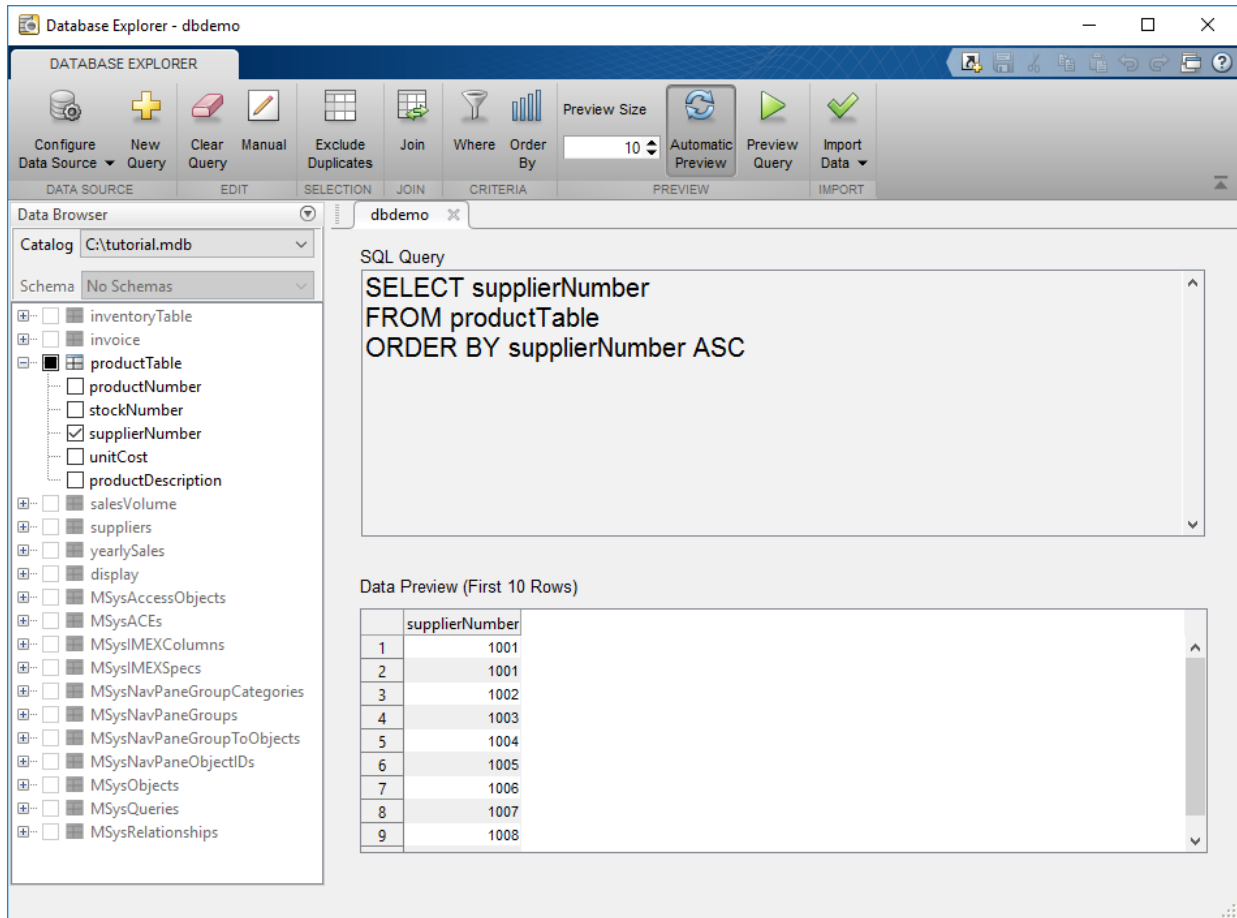 Database Explorer - dbdemo
DATABASE EXPLORER
Configure Data Source
New Query
Clear Query
Manual
Exclude Duplicates
Join
Where
Order By
Preview Size
10
Automatic Preview
Preview Query
Import Data
DATA SOURCE
EDIT
SELECTION
JOIN
CRITERIA
PREVIEW
IMPORT
Data Browser
Catalog C:\tutorial.mdb
Schema No Schemas
inventoryTable
invoice
productTable
productNumber
stockNumber
supplierNumber
unitCost
productDescription
salesVolume
suppliers
yearlySales
display
MSysAccessObjects
MSysACEs
MSysIMEXColumns
MSysIMEXSpecs
MSysNavPaneGroupCategories
MSysNavPaneGroups
MSysNavPaneGroupToObjects
MSysNavPaneObjectIDs
MSysObjects
MSysQueries
MSysRelationships
dbdemo
SQL Query
SELECT supplierNumber
FROM productTable
ORDER BY supplierNumber ASC
Data Preview (First 10 Rows)
supplierNumber
1 1001
2 1001
3 1002
4 1003
5 1004
6 1005
7 1006
8 1007
9 1008